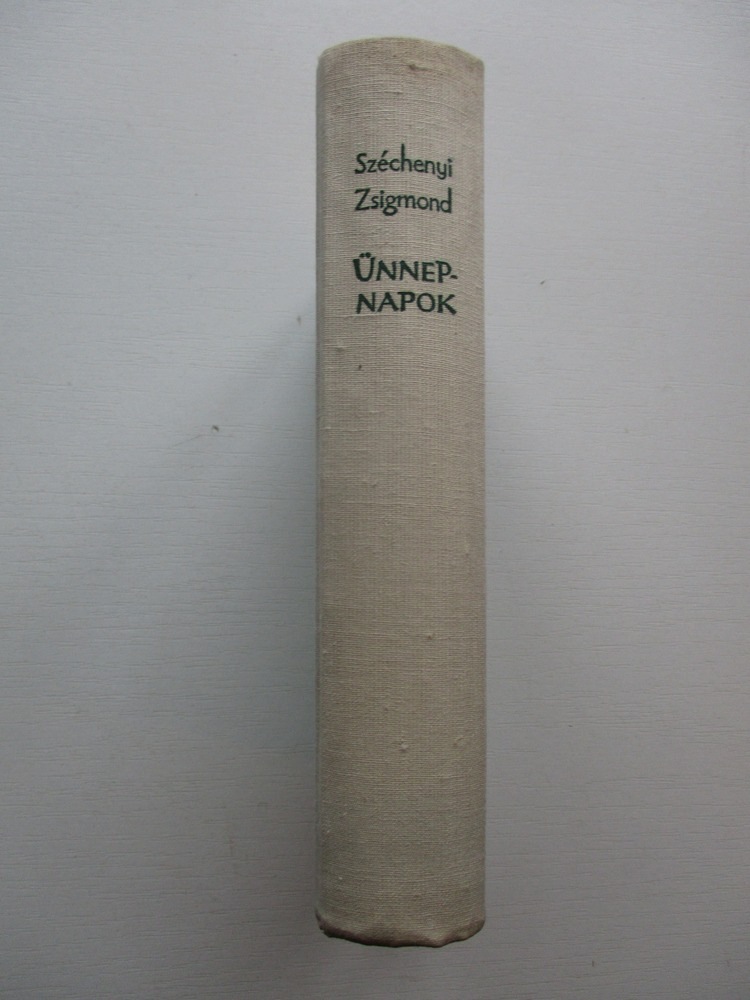 Széchenyi
Zsigmond
ÜNNEP-
NAPOK